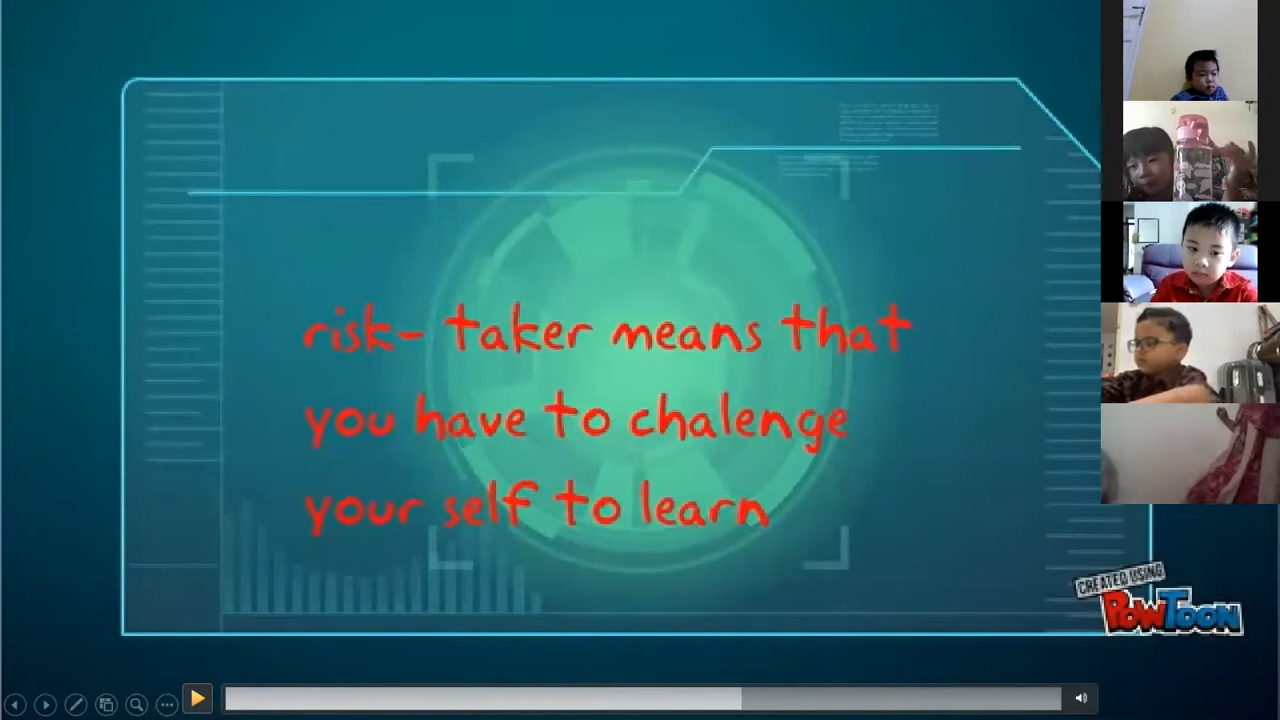 risk- taker means that
you have to chalenge
your self to learn
CREATED USING
POWTOON